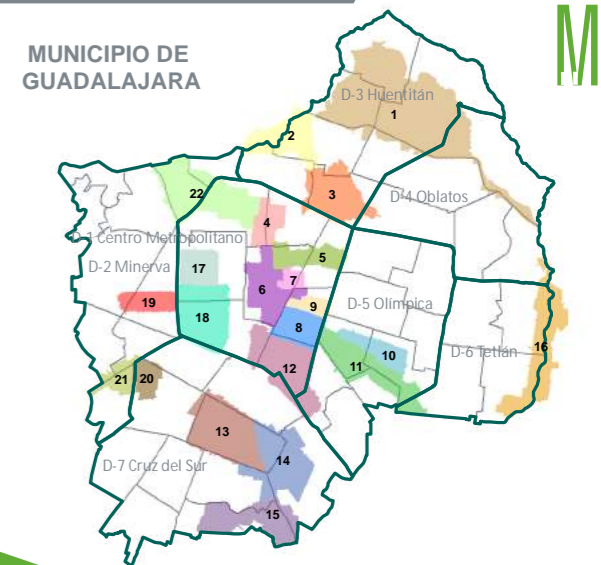 MUNICIPIO DE
GUADALAJARA
M
D-3 Huentitán
1
2
3
D-4 Oblatos
22
4
D-1 Centro Metropolitano
5
D-2 Minerva
17
7
6
D-5 Olímpica
19
9
18
8
16
D-6 Tetlán
10
12
11
21
20
13
14
D-7 Cruz del Sur
15